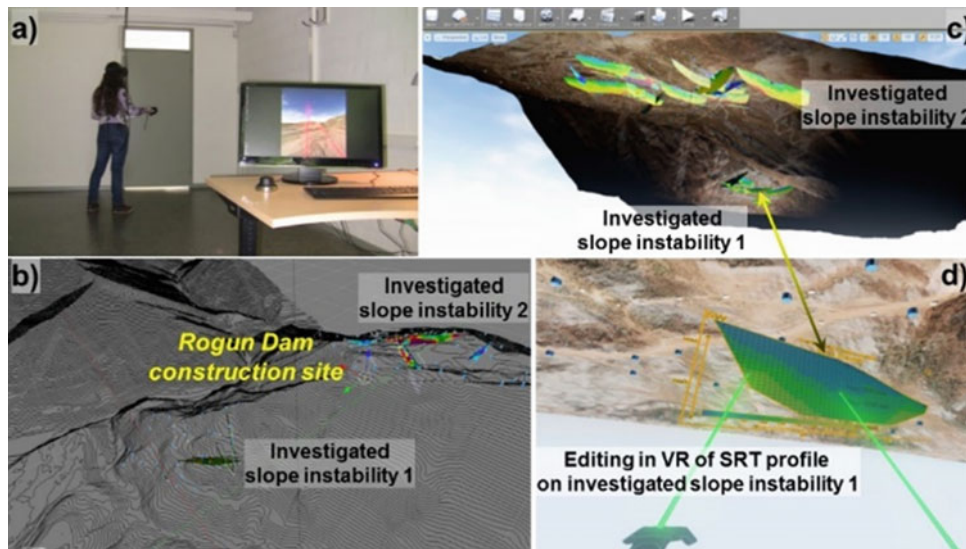 a)
c)
Investigated
slope instability 2
Investigated
slope instability 1
b)
Investigated
slope instability 2
Rogun Dam
construction site
Investigated
slope instability 1
d)
Editing in VR of SRT profile
on investigated slope instability 1